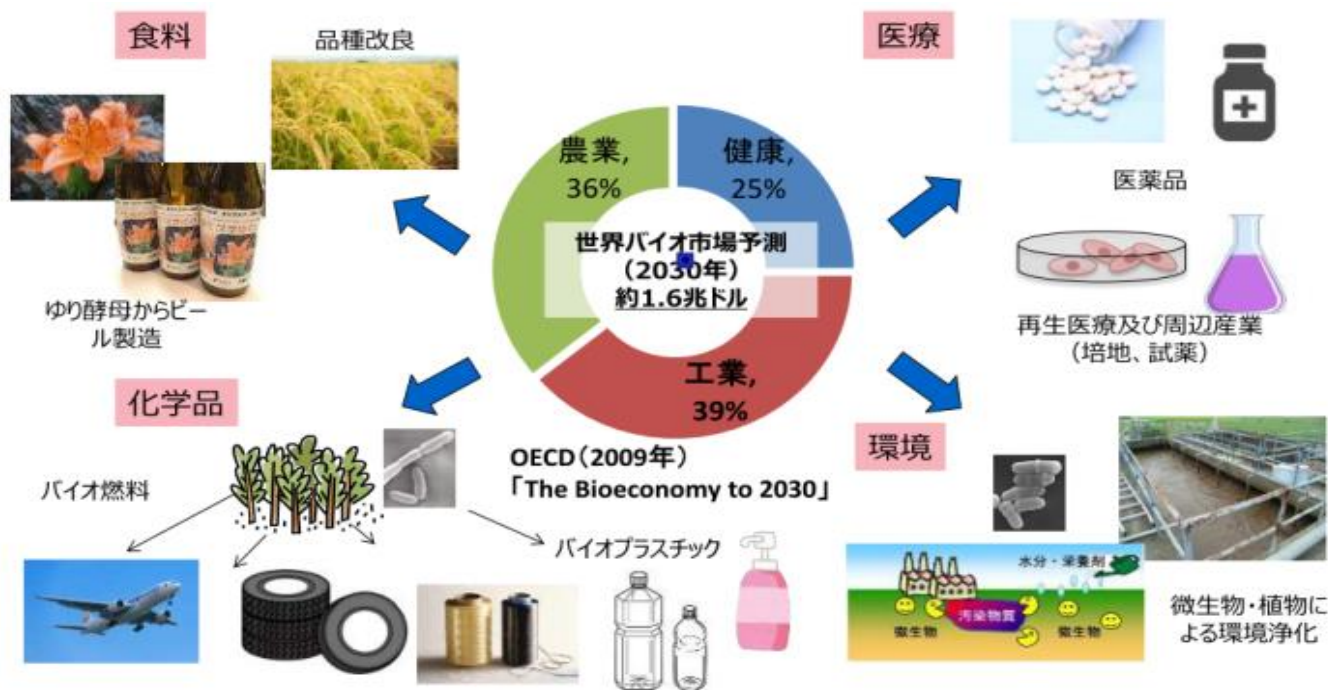 食料
品種改良
ゆり酵母からビー
ル製造
医療
医薬品
再生医療及び周辺産業
（培地、試薬）
農業,
36%
健康,
25%
世界バイオ市場予測
（2030年）
約1.6兆ドル
工業,
39%
OECD（2009年）
「The Bioeconomy to 2030」
化学品
バイオ燃料
バイオプラスチック
環境
水分・栄養剤
汚染物質
微生物
微生物
微生物・植物に
よる環境浄化